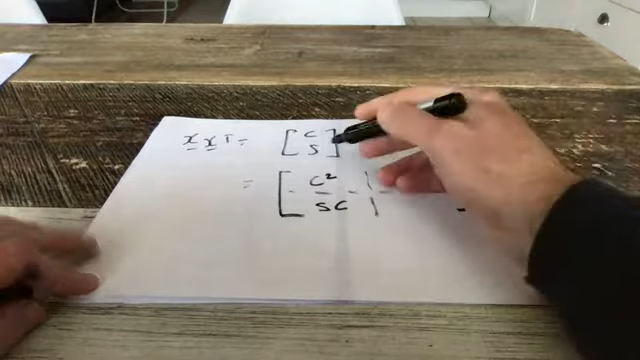 x x T = [ C
S ]
= [ C²
SC